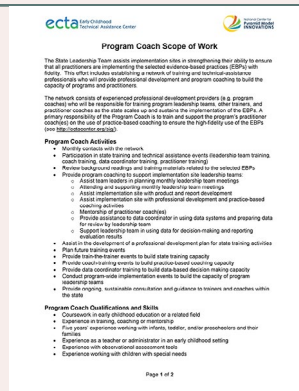 ecta Early Childhood
Technical Assistance Center
National Center for
Pyramid Model
INNOVATIONS
Program Coach Scope of Work
The State Leadership Team assists implementation sites in strengthening their ability to ensure
that all practitioners are implementing the selected evidence-based practices (EBPs) with
fidelity. This effort includes establishing a network of training and technical-assistance
professionals who will provide professional development and program coaching to build the
capacity of programs and practitioners.
The network consists of experienced professional development providers (e.g. program
coaches) who will be responsible for training program leadership teams, other trainers, and
practitioner coaches as the state scales up and sustains the implementation of EBPs. A
primary responsibility of the Program Coach is to train and support the program's practitioner
coach(es) on the use of practice-based coaching to ensure the high-fidelity use of the EBPs
(see http://ectacenter.org/sig/).
Program Coach Activities
• Monthly contacts with the network
• Participation in state training and technical assistance events (leadership team training,
coach training, data coordinator training, practitioner training)
• Review background readings and training materials related to the selected EBPs
• Provide program coaching to support implementation site leadership teams:
o Assist team leaders in planning monthly leadership team meetings
o Attending and supporting monthly leadership team meetings
o Assist implementation site with product and report development
o Assist implementation site with professional development and practice-based
coaching activities
o Mentorship of practitioner coach(es)
o Provide assistance to data coordinator in using data systems and preparing data
for review by leadership team
o Support leadership team in using data for decision-making and reporting
evaluation results
• Assist in the development of a professional development plan for state training activities
• Plan future training events
• Provide train-the-trainer events to build state training capacity
• Provide coach-training events to build practice-based coaching capacity
• Provide data coordinator training to build data-based decision making capacity
• Conduct program-wide implementation events to build the capacity of program
leadership teams
• Provide ongoing, sustainable consultation and guidance to trainers and coaches within
the state
Program Coach Qualifications and Skills
• Coursework in early childhood education or a related field
• Experience in training, coaching or mentorship
• Five years' experience working with infants, toddler, and/or preschoolers and their
families
• Experience as a teacher or administrator in an early childhood setting
• Experience with observational assessment tools
• Experience working with children with special needs
Page 1 of 2